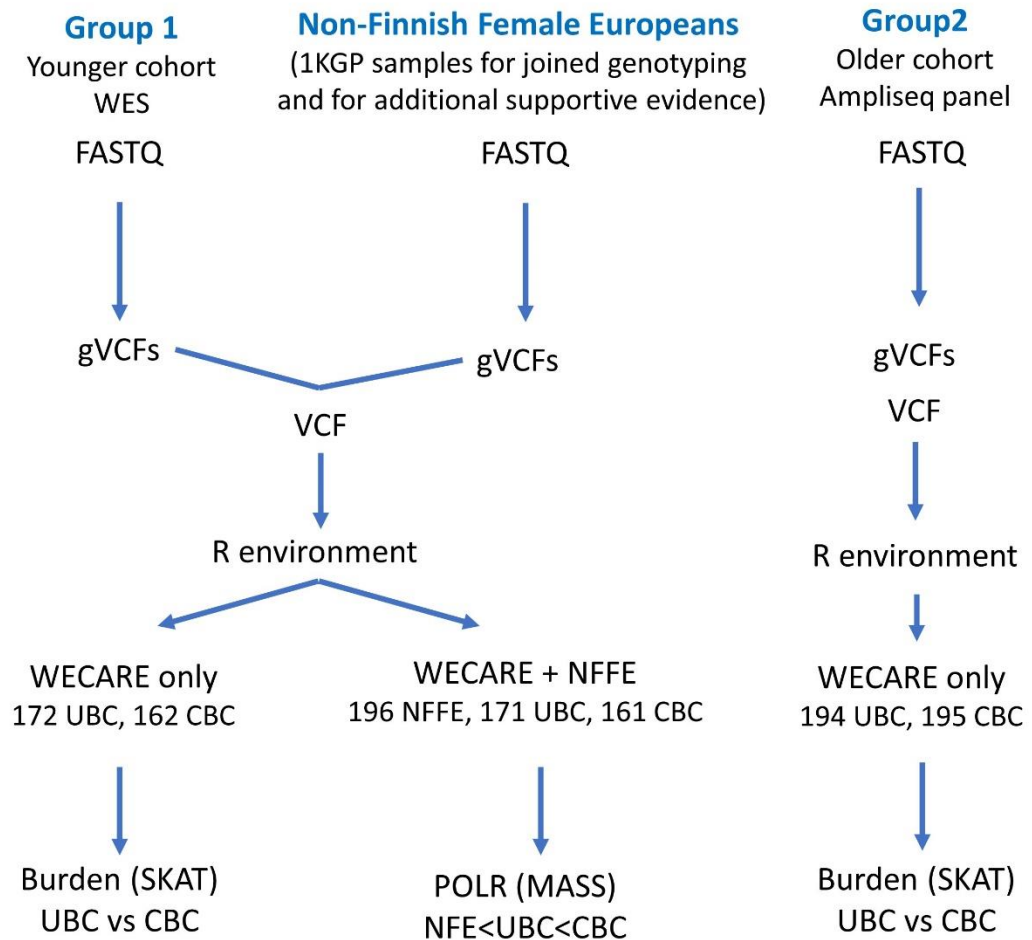 Group 1
Younger cohort
WES
FASTQ
Non-Finnish Female Europeans
(1KGP samples for joined genotyping
and for additional supportive evidence)
FASTQ
Group2
Older cohort
Ampliseq panel
FASTQ
gVCFs
gVCFs
gVCFs
VCF
VCF
R environment
R environment
WECARE only
172 UBC, 162 CBC
WECARE + NFFE
196 NFFE, 171 UBC, 161 CBC
WECARE only
194 UBC, 195 CBC
Burden (SKAT)
UBC vs CBC
POLR (MASS)
NFE<UBC<CBC
Burden (SKAT)
UBC vs CBC